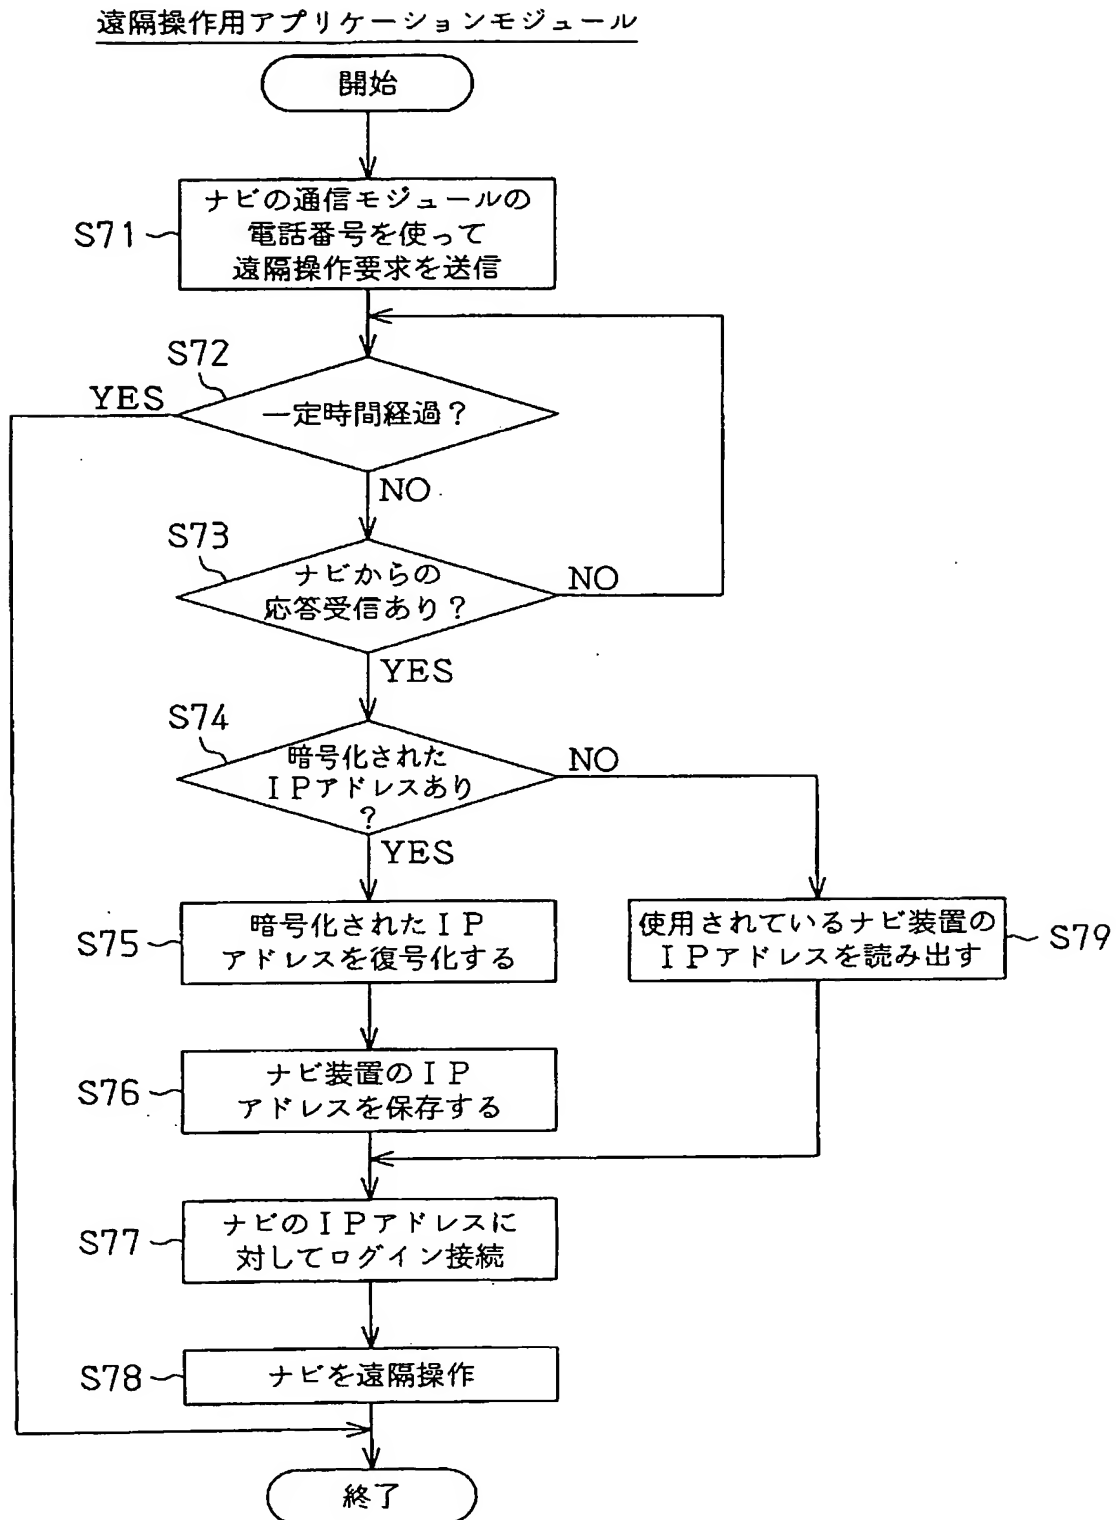 遠隔操作用アプリケーションモジュール
開始
S71
ナビの通信モジュールの
電話番号を使って
遠隔操作要求を送信
S72
YES
一定時間経過?
NO
S73
ナビからの
応答受信あり?
NO
YES
S74
暗号化された
IPアドレスあり
?
NO
YES
S75
暗号化されたIP
アドレスを復号化する
使用されているナビ装置の
IPアドレスを読み出す
S79
S76
ナビ装置のIP
アドレスを保存する
S77
ナビのIPアドレスに
対してログイン接続
S78
ナビを遠隔操作
終了